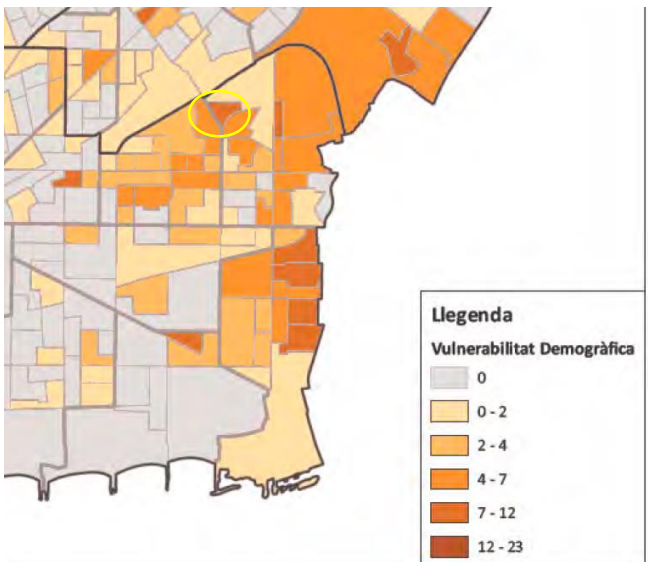 Llegenda
Vulnerabilitat Demogràfica
0
0 - 2
2 - 4
4 - 7
7 - 12
12 - 23